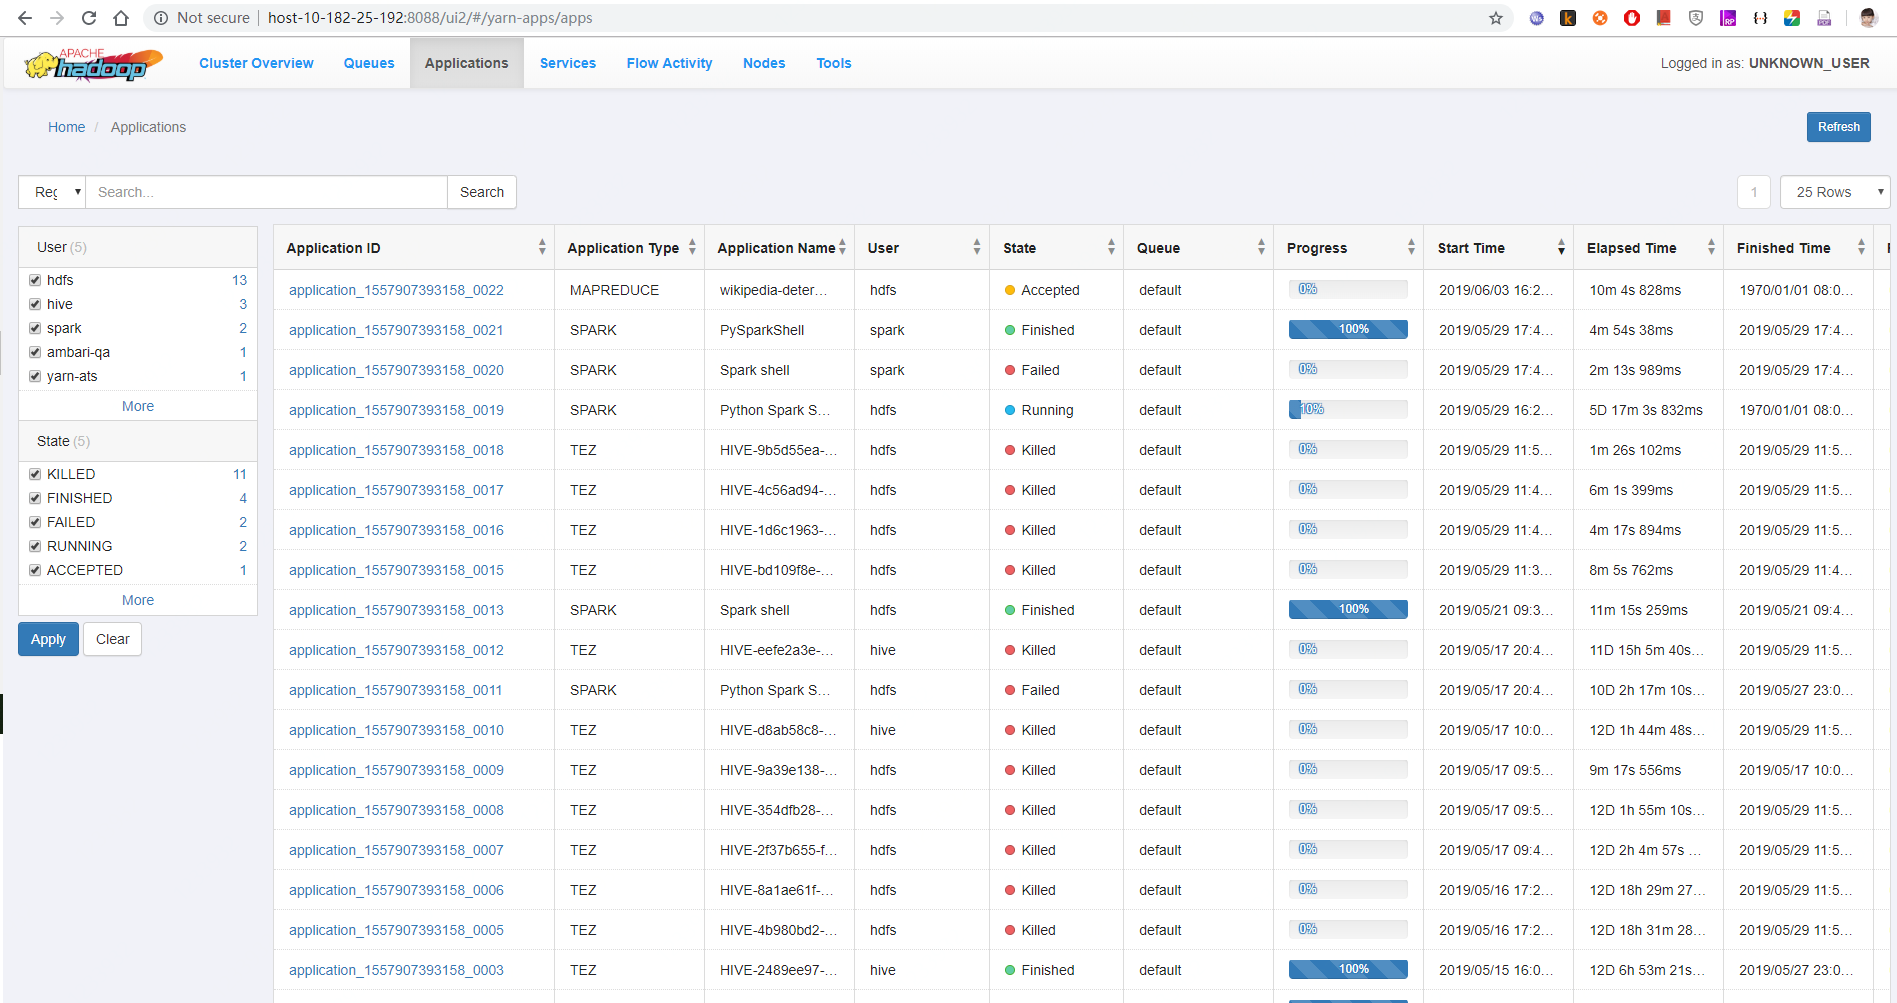 Not secure | host-10-182-25-192:8088/ui2/#/yarn-apps/apps
APACHE hadoop
Cluster Overview Queues Applications Services Flow Activity Nodes Tools Logged in as: UNKNOWN_USER
Home / Applications Refresh
Reg Search... Search 1 25 Rows
User (5)
hdfs 13
hive 3
spark 2
ambari-qa 1
yarn-ats 1
More
State (5)
KILLED 11
FINISHED 4
FAILED 2
RUNNING 2
ACCEPTED 1
More
Apply Clear
Application ID Application Type Application Name User State Queue Progress Start Time Elapsed Time Finished Time
application_1557907393158_0022 MAPREDUCE wikipedia-deter... hdfs Accepted default 0% 2019/06/03 16:2... 10m 4s 828ms 1970/01/01 08:0...
application_1557907393158_0021 SPARK PySparkShell spark Finished default 100% 2019/05/29 17:4... 4m 54s 38ms 2019/05/29 17:4...
application_1557907393158_0020 SPARK Spark shell spark Failed default 0% 2019/05/29 17:4... 2m 13s 989ms 2019/05/29 17:4...
application_1557907393158_0019 SPARK Python Spark S... hdfs Running default 10% 2019/05/29 16:2... 5D 17m 3s 832ms 1970/01/01 08:0...
application_1557907393158_0018 TEZ HIVE-9b5d55ea-... hdfs Killed default 0% 2019/05/29 11:5... 1m 26s 102ms 2019/05/29 11:5...
application_1557907393158_0017 TEZ HIVE-4c56ad94-... hdfs Killed default 0% 2019/05/29 11:4... 6m 1s 399ms 2019/05/29 11:5...
application_1557907393158_0016 TEZ HIVE-1d6c1963-... hdfs Killed default 0% 2019/05/29 11:4... 4m 17s 894ms 2019/05/29 11:5...
application_1557907393158_0015 TEZ HIVE-bd109f8e-... hdfs Killed default 0% 2019/05/29 11:3... 8m 5s 762ms 2019/05/29 11:4...
application_1557907393158_0013 SPARK Spark shell hdfs Finished default 100% 2019/05/21 09:3... 11m 15s 259ms 2019/05/21 09:4...
application_1557907393158_0012 TEZ HIVE-eefe2a3e-... hive Killed default 0% 2019/05/17 20:4... 11D 15h 5m 40s... 2019/05/29 11:5...
application_1557907393158_0011 SPARK Python Spark S... hdfs Failed default 0% 2019/05/17 20:4... 10D 2h 17m 10s... 2019/05/27 23:0...
application_1557907393158_0010 TEZ HIVE-d8ab58c8-... hive Killed default 0% 2019/05/17 10:0... 12D 1h 44m 48s... 2019/05/29 11:5...
application_1557907393158_0009 TEZ HIVE-9a39e138-... hdfs Killed default 0% 2019/05/17 09:5... 9m 17s 556ms 2019/05/17 10:0...
application_1557907393158_0008 TEZ HIVE-354dfb28-... hdfs Killed default 0% 2019/05/17 09:5... 12D 1h 55m 10s... 2019/05/29 11:5...
application_1557907393158_0007 TEZ HIVE-2f37b655-f... hdfs Killed default 0% 2019/05/17 09:4... 12D 2h 4m 57s ... 2019/05/29 11:5...
application_1557907393158_0006 TEZ HIVE-8a1ae61f-... hdfs Killed default 0% 2019/05/16 17:2... 12D 18h 29m 27... 2019/05/29 11:5...
application_1557907393158_0005 TEZ HIVE-4b980bd2-... hdfs Killed default 0% 2019/05/16 17:2... 12D 18h 31m 28... 2019/05/29 11:5...
application_1557907393158_0003 TEZ HIVE-2489ee97-... hive Finished default 100% 2019/05/15 16:0... 12D 6h 53m 21s... 2019/05/27 23:0...